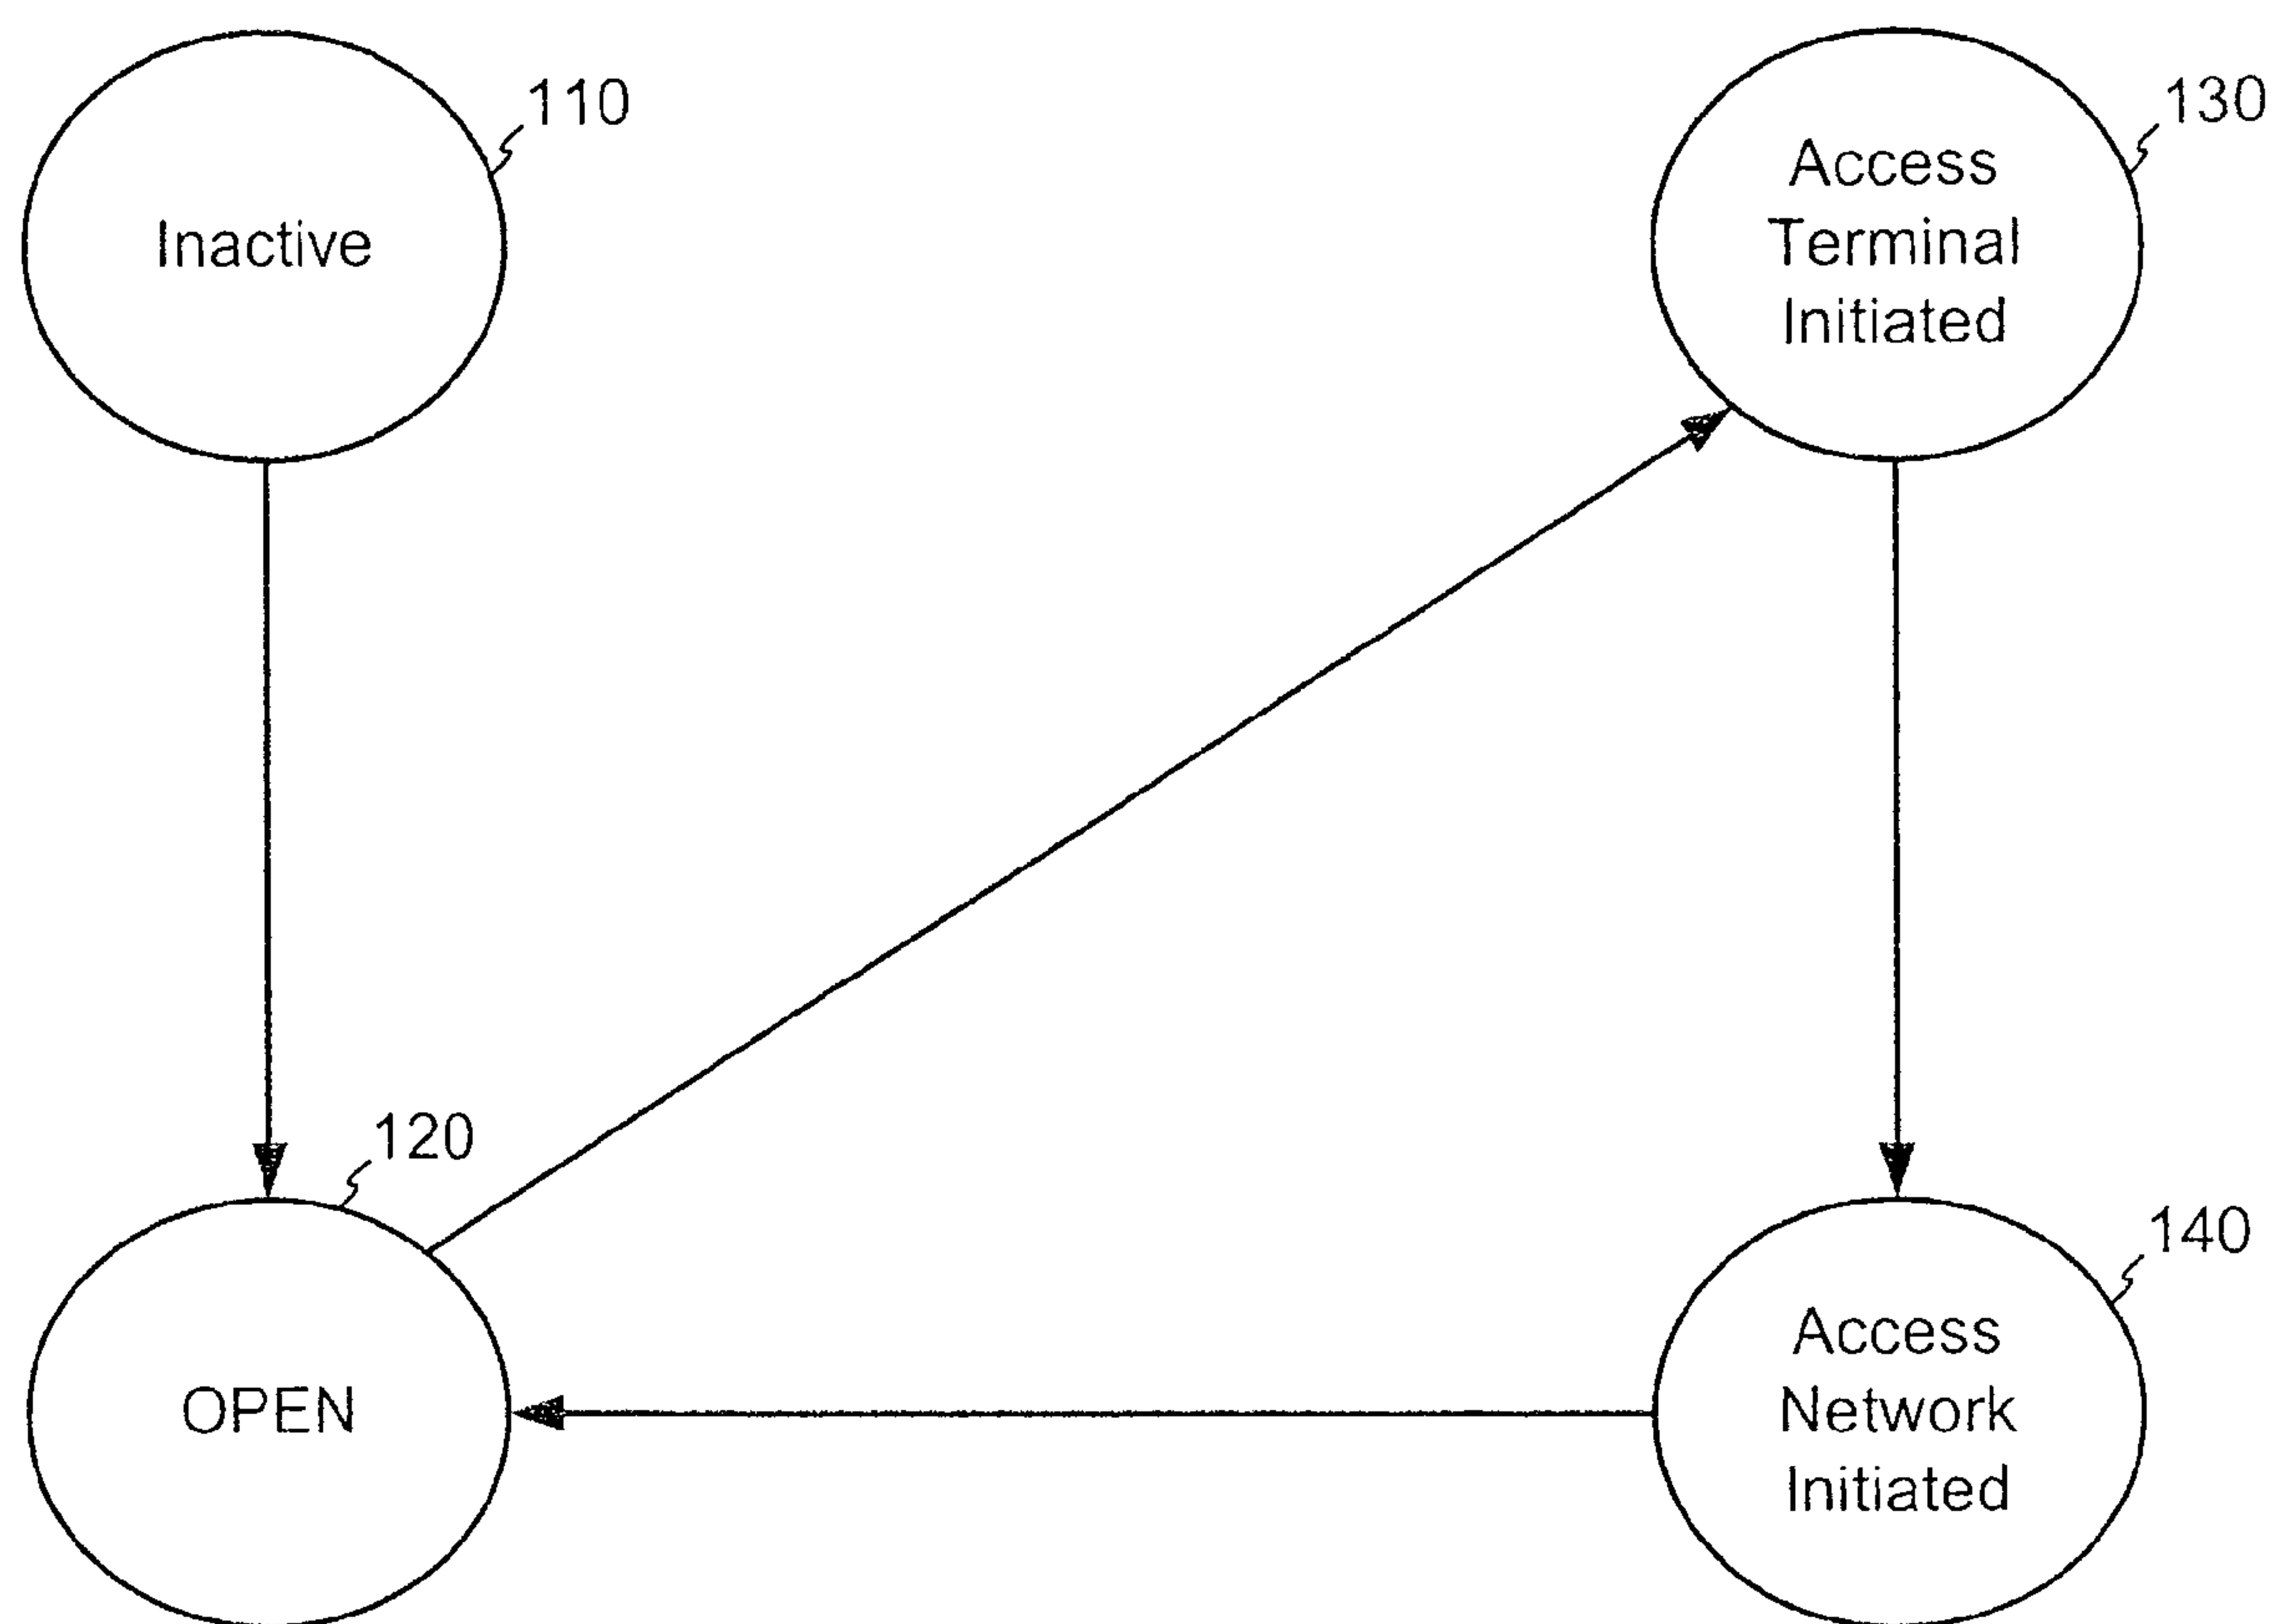 110
Inactive
130
Access
Terminal
Initiated
120
OPEN
140
Access
Network
Initiated